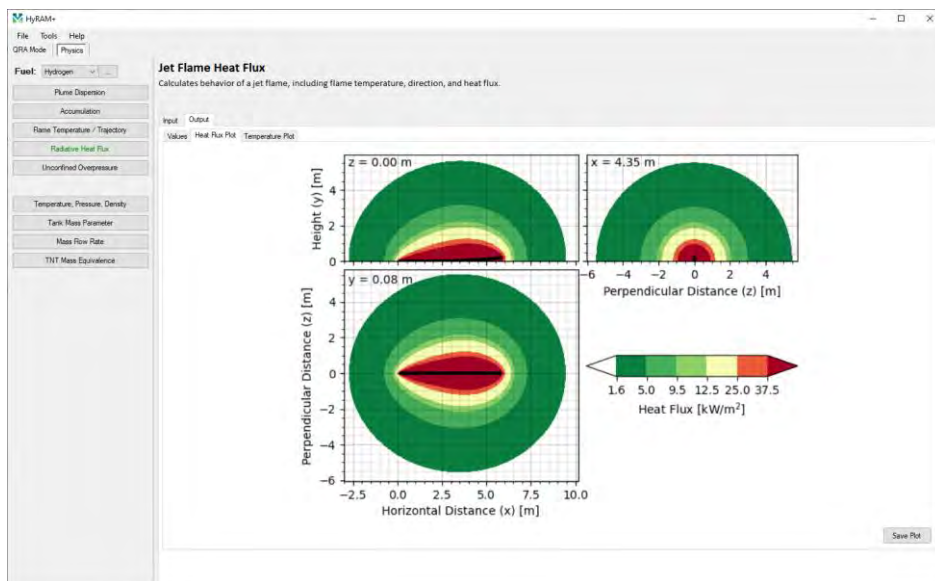 HyRAM+
File Tools Help
QRA Mode Physics
Fuel: Hydrogen ...
Plume Dispersion
Accumulation
Flame Temperature / Trajectory
Radiative Heat Flux
Unconfined Overpressure
Temperature, Pressure, Density
Tank Mass Parameter
Mass Flow Rate
TNT Mass Equivalence
Jet Flame Heat Flux
Calculates behavior of a jet flame, including flame temperature, direction, and heat flux.
Input Output
Values Heat Flux Plot Temperature Plot
z = 0.00 m
Height (y) [m]
4
2
0
x = 4.35 m
−6 −4 −2 0 2 4
Perpendicular Distance (z) [m]
y = 0.08 m
Perpendicular Distance (z) [m]
4
2
0
−2
−4
−6
−2.5 0.0 2.5 5.0 7.5 10.0
Horizontal Distance (x) [m]
1.6 5.0 9.5 12.5 25.0 37.5
Heat Flux [kW/m²]
Save Plot